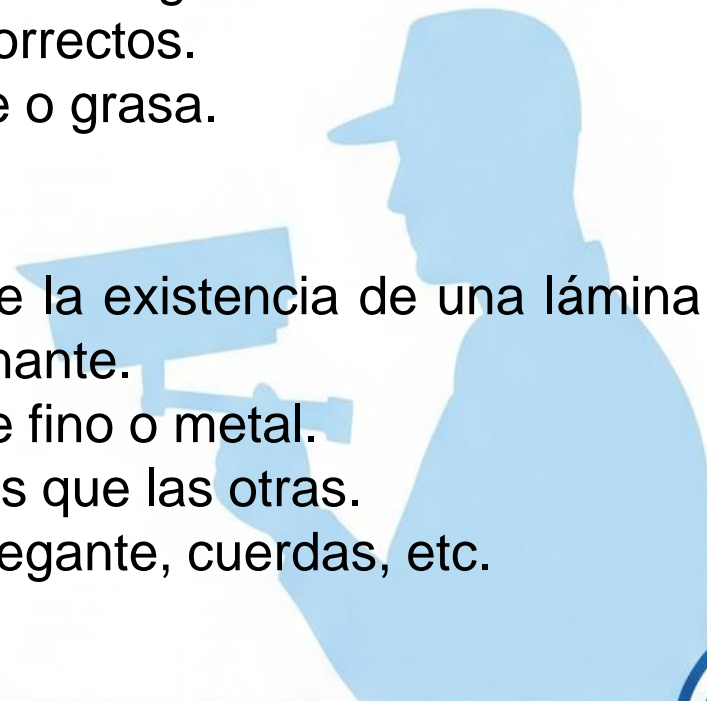 orrectos.
e o grasa.
e la existencia de una lámina
nante.
e fino o metal.
s que las otras.
egante, cuerdas, etc.